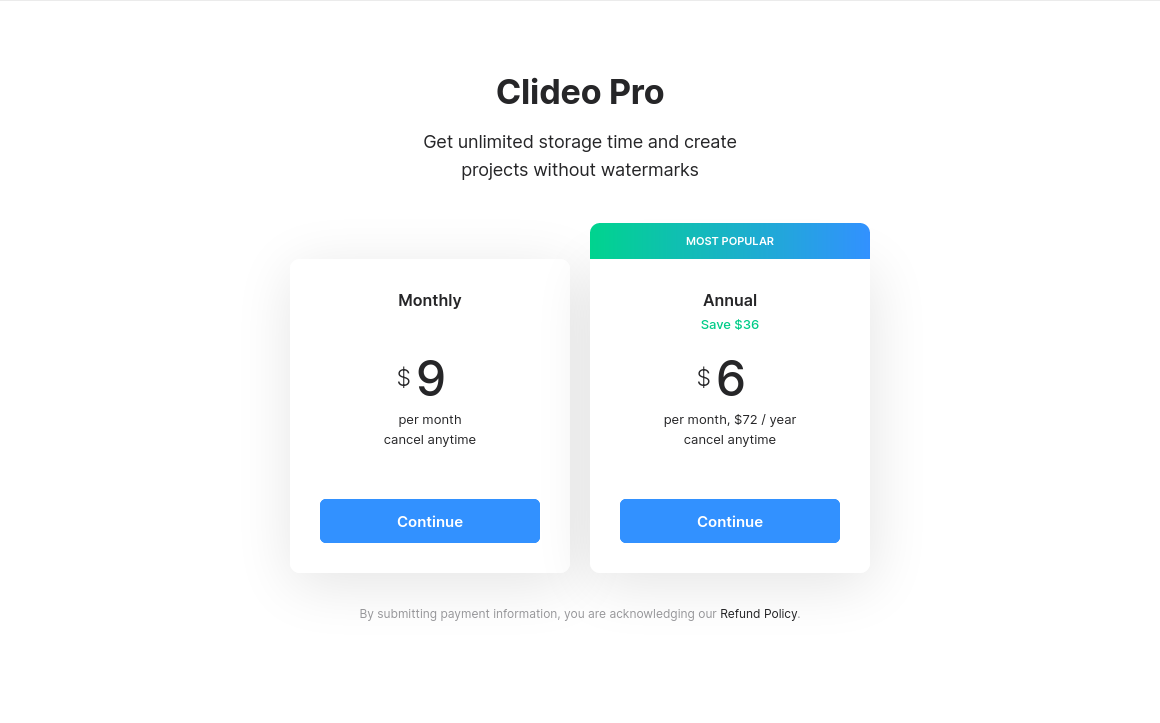 Clideo Pro
Get unlimited storage time and create
projects without watermarks
Monthly
$ 9
per month
cancel anytime
Continue
MOST POPULAR
Annual
Save $36
$ 6
per month, $72 / year
cancel anytime
Continue
By submitting payment information, you are acknowledging our Refund Policy.